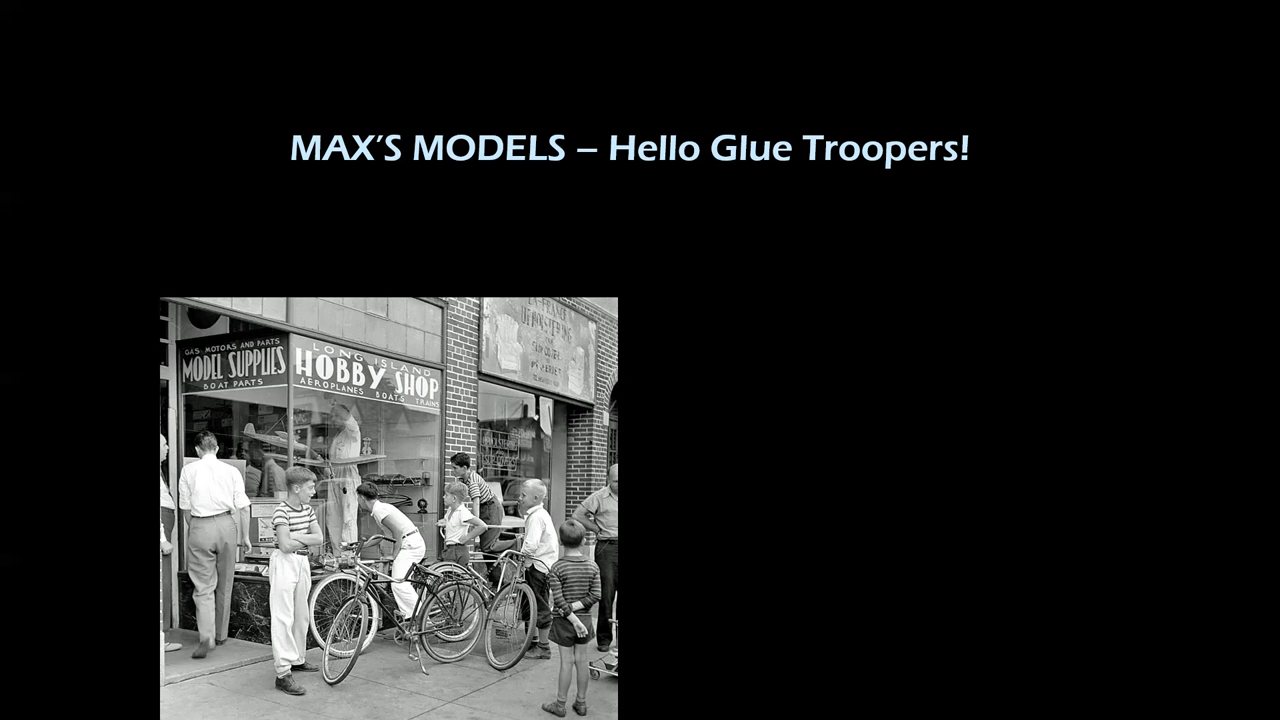 MAX’S MODELS – Hello Glue Troopers!
GAS MOTORS AND PARTS
MODEL SUPPLIES
BOAT PARTS
LONG ISLAND
HOBBY SHOP
AEROPLANES BOATS TRAINS
UPHOLSTERING